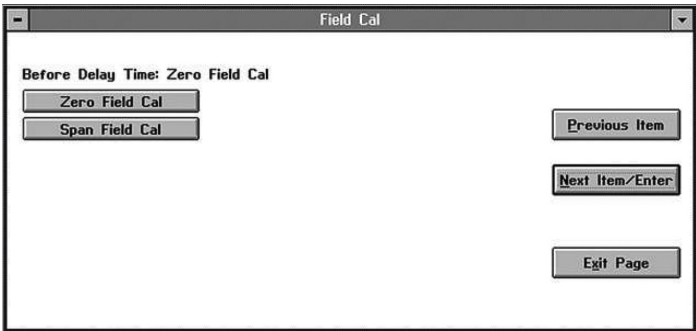 Field Cal
Before Delay Time: Zero Field Cal
Zero Field Cal
Span Field Cal
Previous Item
Next Item/Enter
Exit Page